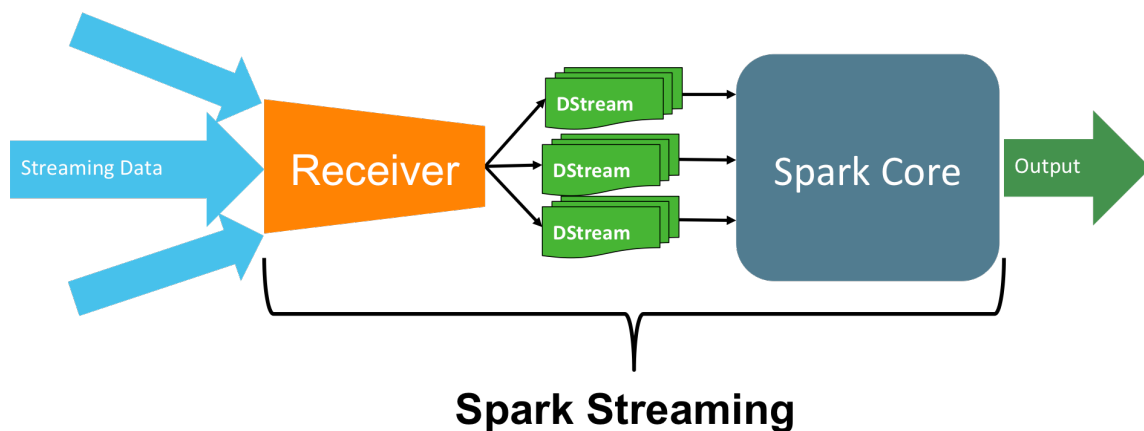 Streaming Data
Receiver
DStream
DStream
DStream
Spark Core
Output
Spark Streaming